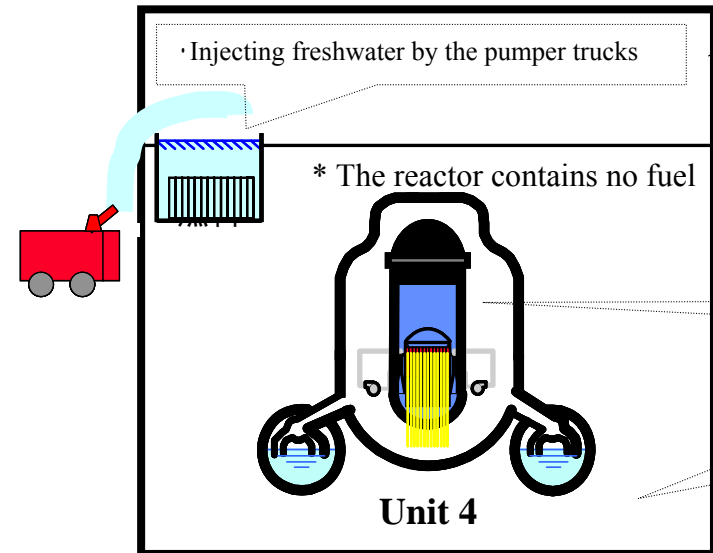 ·Injecting freshwater by the pumper trucks
* The reactor contains no fuel
Unit 4